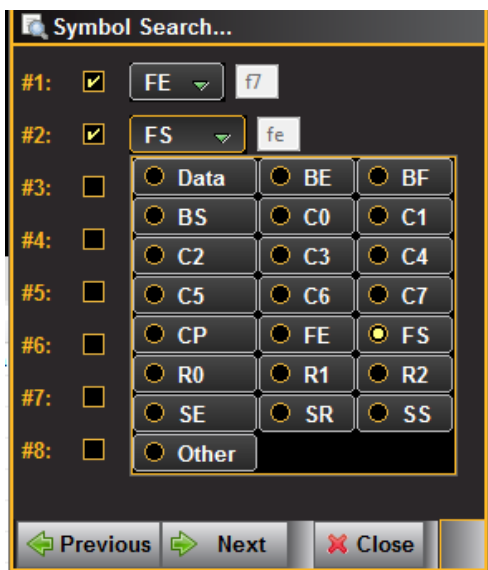 Symbol Search...
#1: FE f7
#2: FS fe
#3: Data BE BF
BS C0 C1
#4: C2 C3 C4
#5: C5 C6 C7
#6: CP FE FS
R0 R1 R2
#7: SE SR SS
#8: Other
Previous Next Close